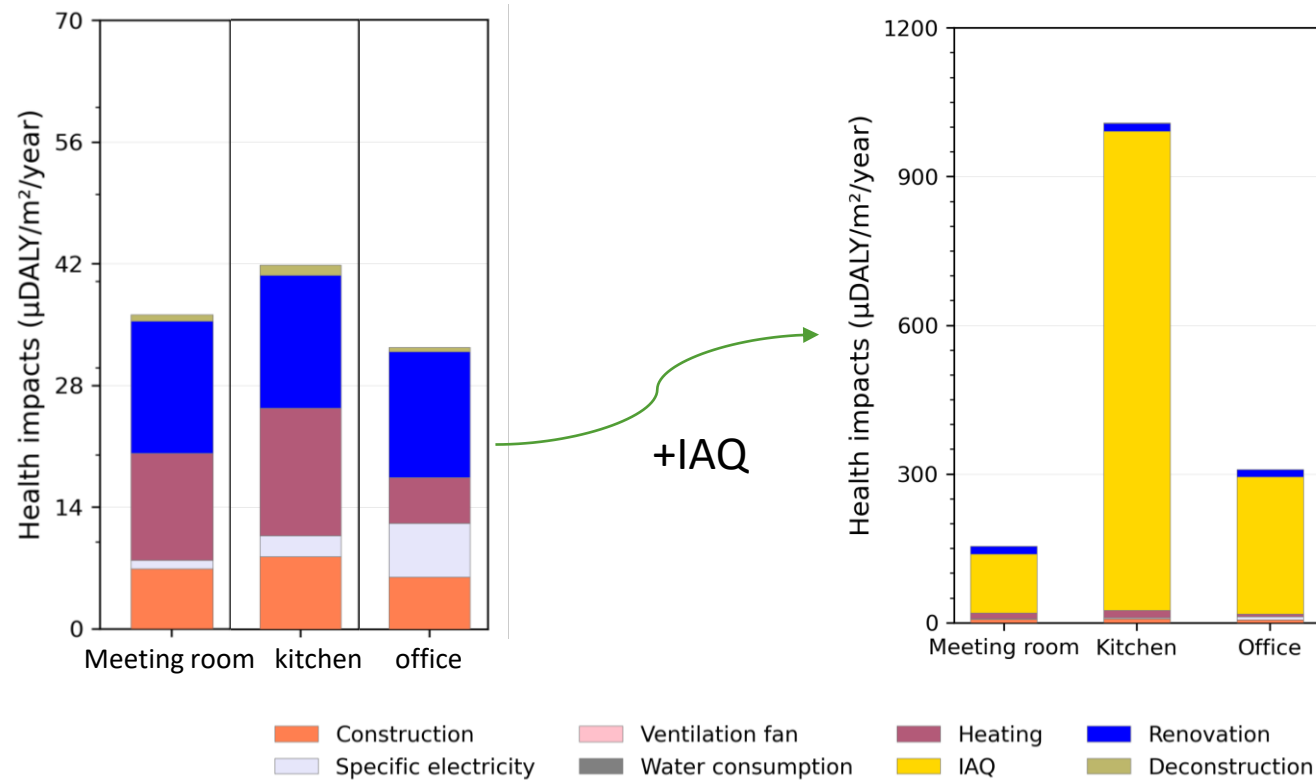 Health impacts (μDALY/m²/year)
70
56
42
28
14
0
Meeting room kitchen office
+IAQ
Health impacts (μDALY/m²/year)
1200
900
600
300
0
Meeting room Kitchen Office
Construction Ventilation fan Heating Renovation
Specific electricity Water consumption IAQ Deconstruction